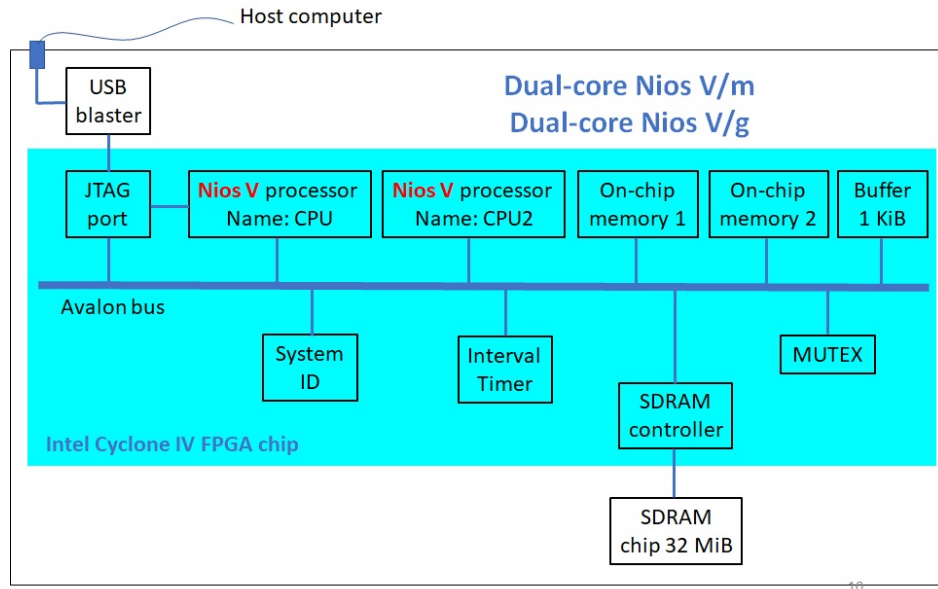 Host computer
USB
blaster
Dual-core Nios V/m
Dual-core Nios V/g
JTAG
port
Nios V processor
Name: CPU
Nios V processor
Name: CPU2
On-chip
memory 1
On-chip
memory 2
Buffer
1 KiB
Avalon bus
System
ID
Interval
Timer
MUTEX
SDRAM
controller
Intel Cyclone IV FPGA chip
SDRAM
chip 32 MiB